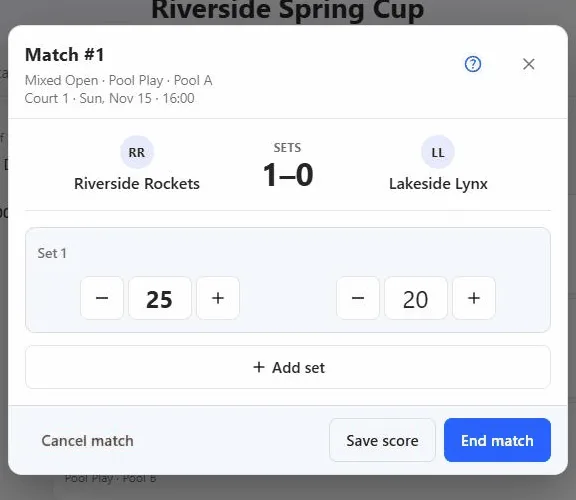 Riverside Spring Cup
Match #1
Mixed Open · Pool Play · Pool A
Court 1 · Sun, Nov 15 · 16:00
RR
SETS
LL
1–0
Riverside Rockets
Lakeside Lynx
Set 1
− 25 +
− 20 +
+ Add set
Cancel match
Save score
End match
Pool Play · Pool B